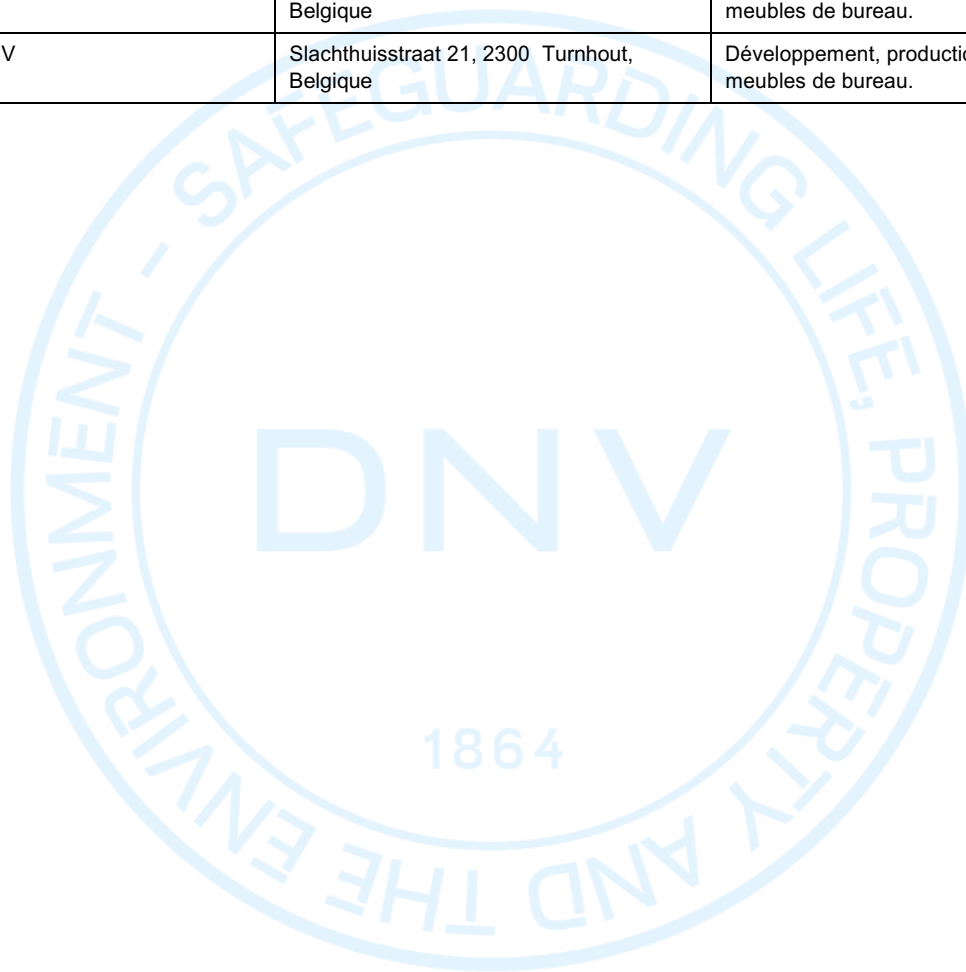 Belgique meubles de bureau.
V Slachthuisstraat 21, 2300 Turnhout, Développement,
Belgique meubles de bureau.
SAFEGUARDING LIFE, PROPERTY AND THE ENVIRONMENT -
DNV
1864